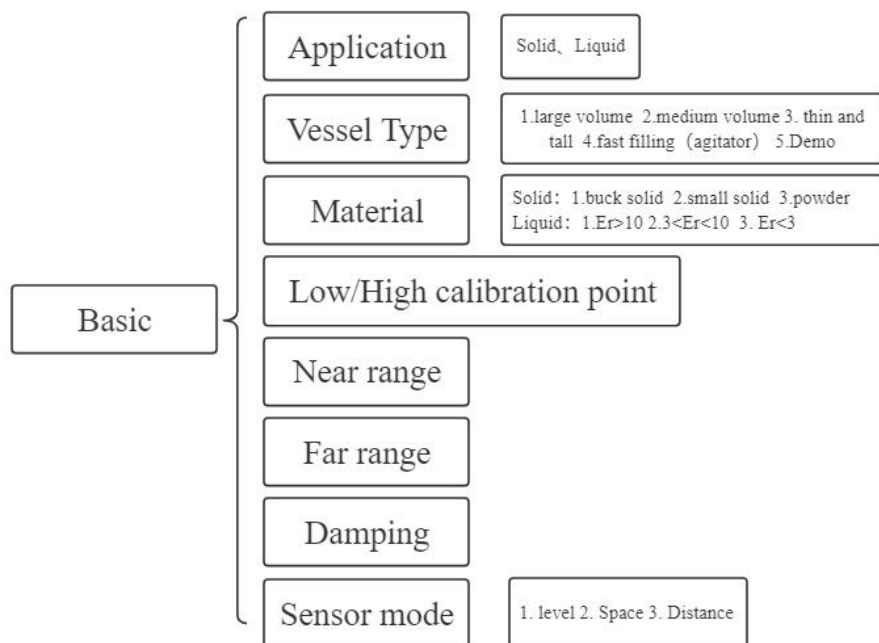 Application
Solid、Liquid
Vessel Type
1.large volume 2.medium volume 3. thin and
tall 4.fast filling（agitator） 5.Demo
Material
Solid：1.buck solid 2.small solid 3.powder
Liquid：1.Er>10 2.3<Er<10 3. Er<3
Low/High calibration point
Basic
Near range
Far range
Damping
Sensor mode
1. level 2. Space 3. Distance